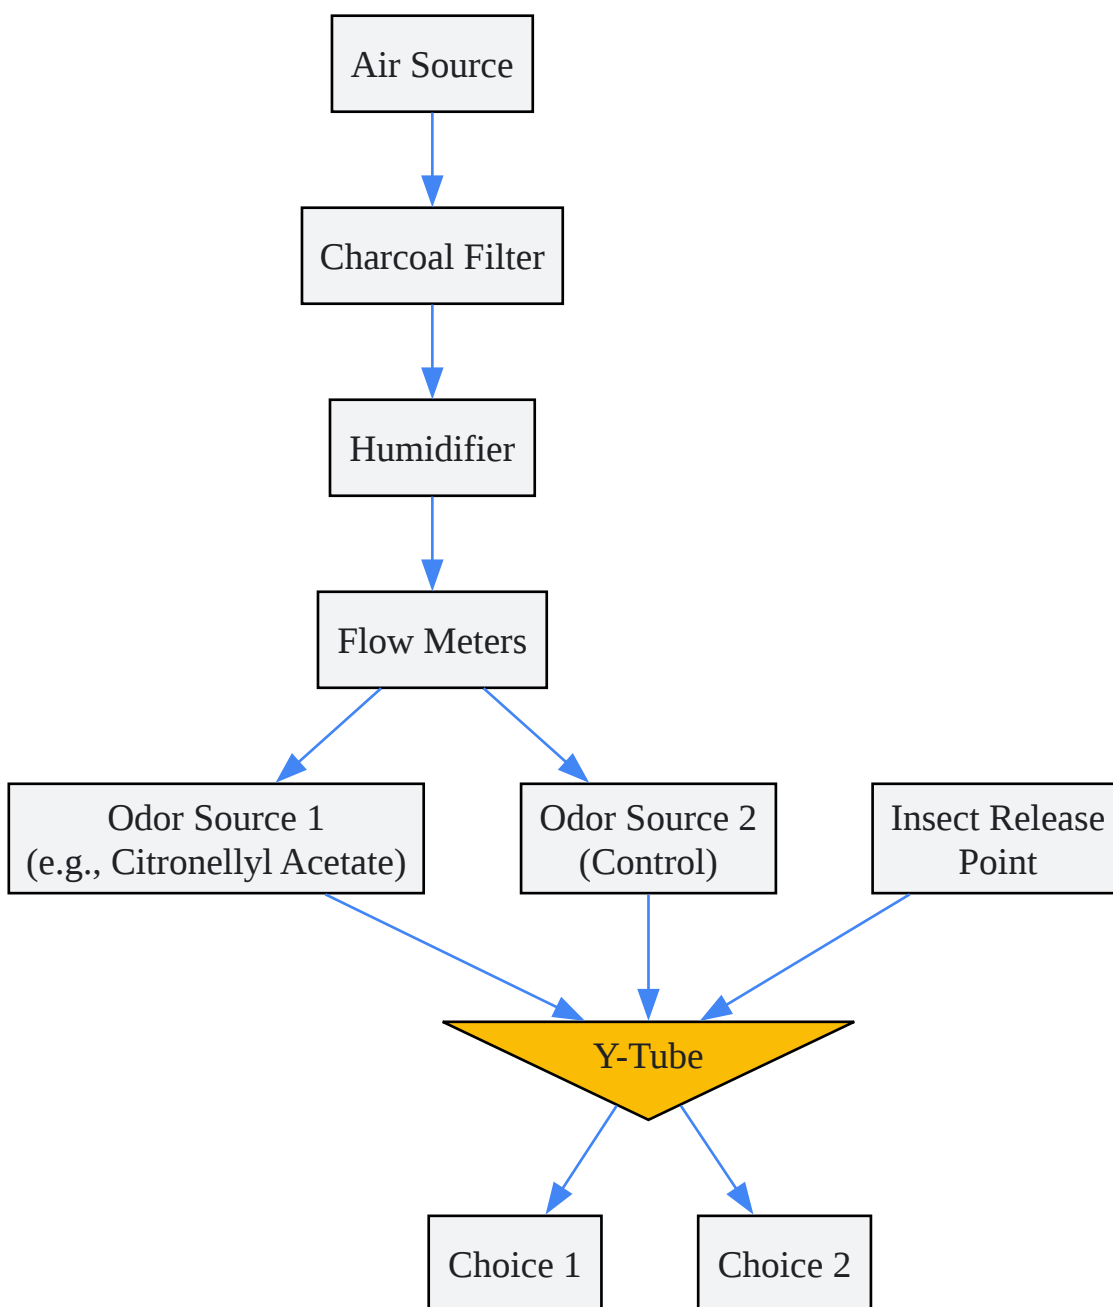 Air Source
Charcoal Filter
Humidifier
Flow Meters
Odor Source 1
(e.g., Citronellyl Acetate)
Odor Source 2
(Control)
Insect Release
Point
Y-Tube
Choice 1
Choice 2